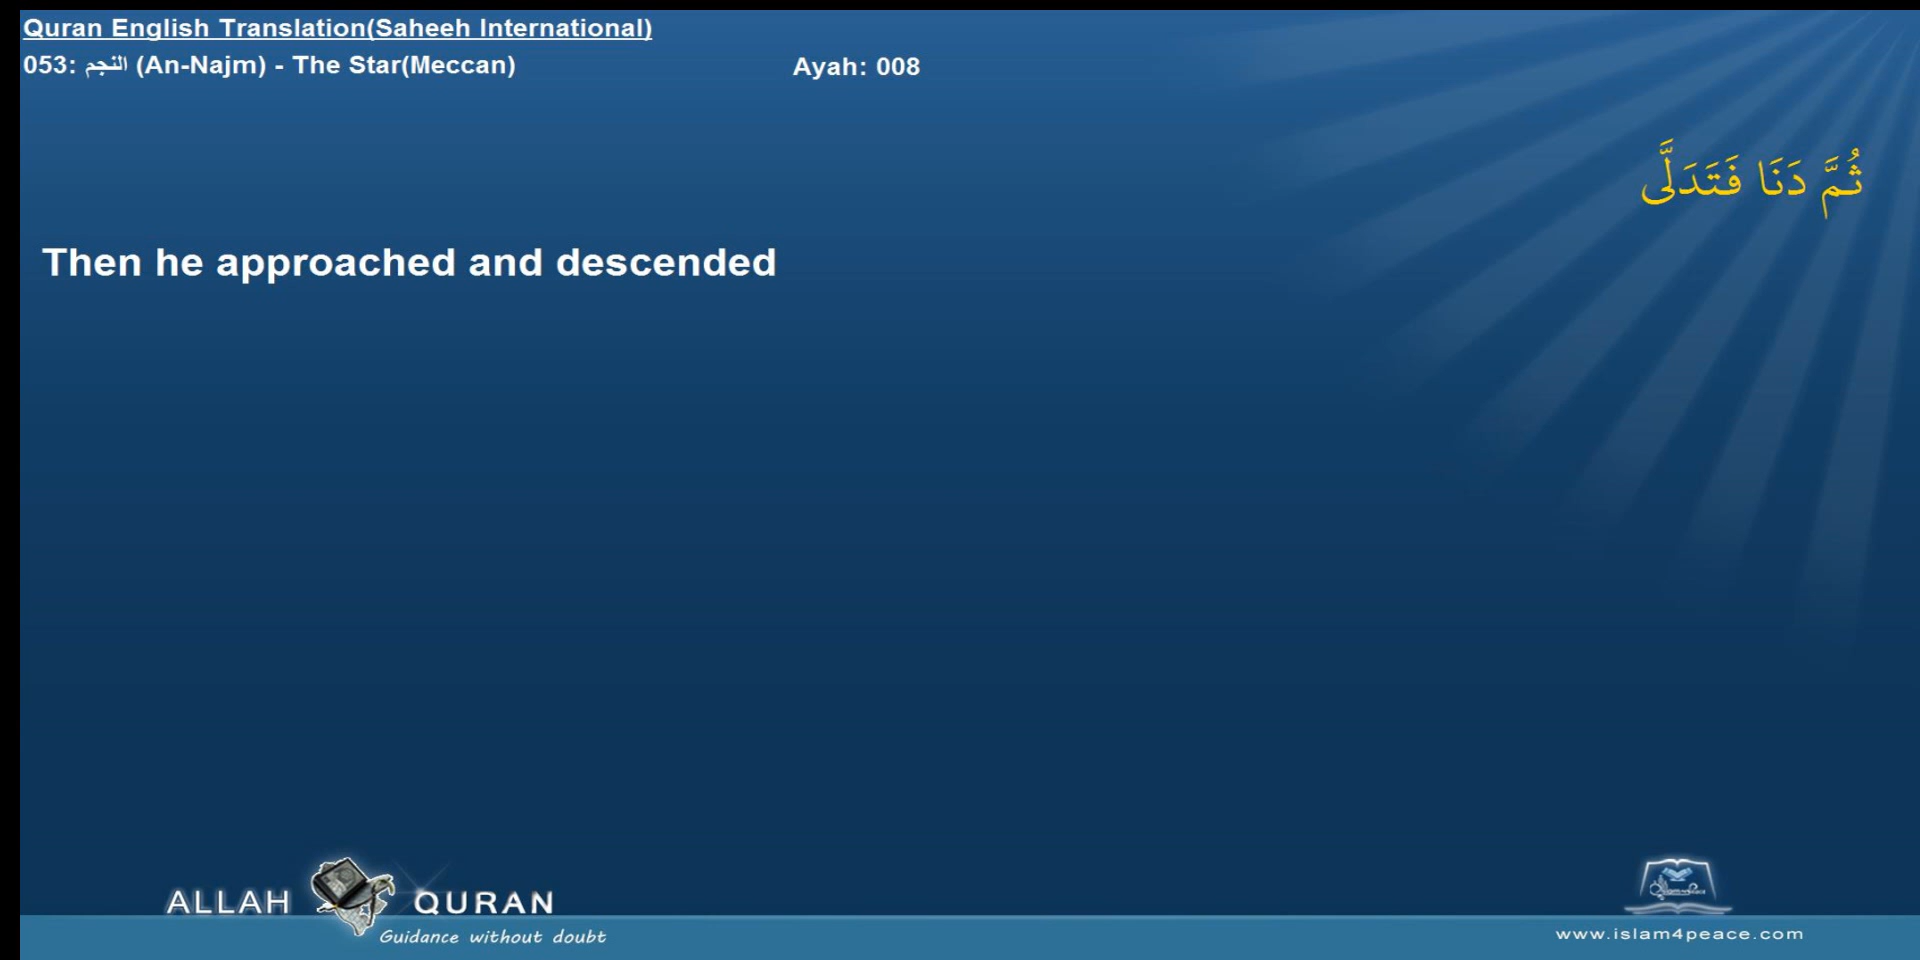 Quran English Translation(Saheeh International)
053: النجم (An-Najm) - The Star(Meccan)
Ayah: 008
ثُمَّ دَنَا فَتَدَلَّى
Then he approached and descended
ALLAH QURAN
Guidance without doubt
www.islam4peace.com